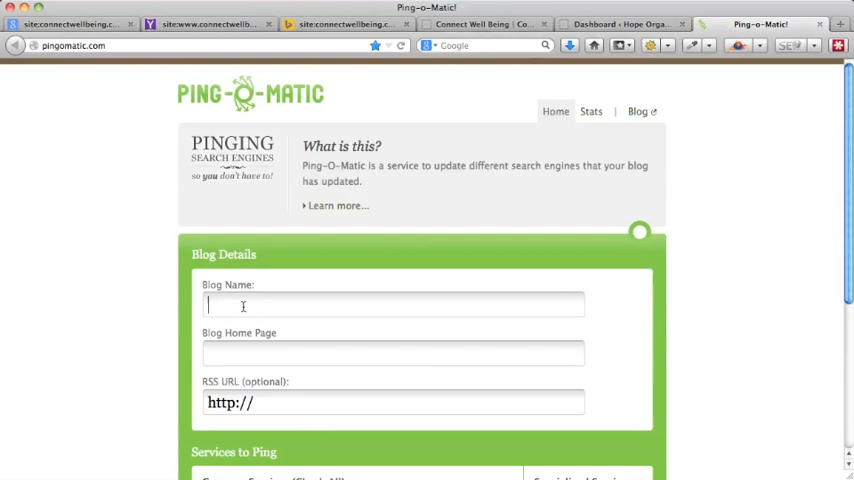 Ping-o-Matic!
site:connectwellbeing.c...
site:www.connectwellb...
site:connectwellbeing.c...
Connect Well Being | Co...
Dashboard ‹ Hope Orga...
Ping-o-Matic!
pingomatic.com
Google
SE
PING-O-MATIC
Home
Stats
|
Blog
PINGING
SEARCH ENGINES
so you don't have to!
What is this?
Ping-O-Matic is a service to update different search engines that your blog
has updated.
Learn more...
Blog Details
Blog Name:
Blog Home Page
RSS URL (optional):
http://
Services to Ping